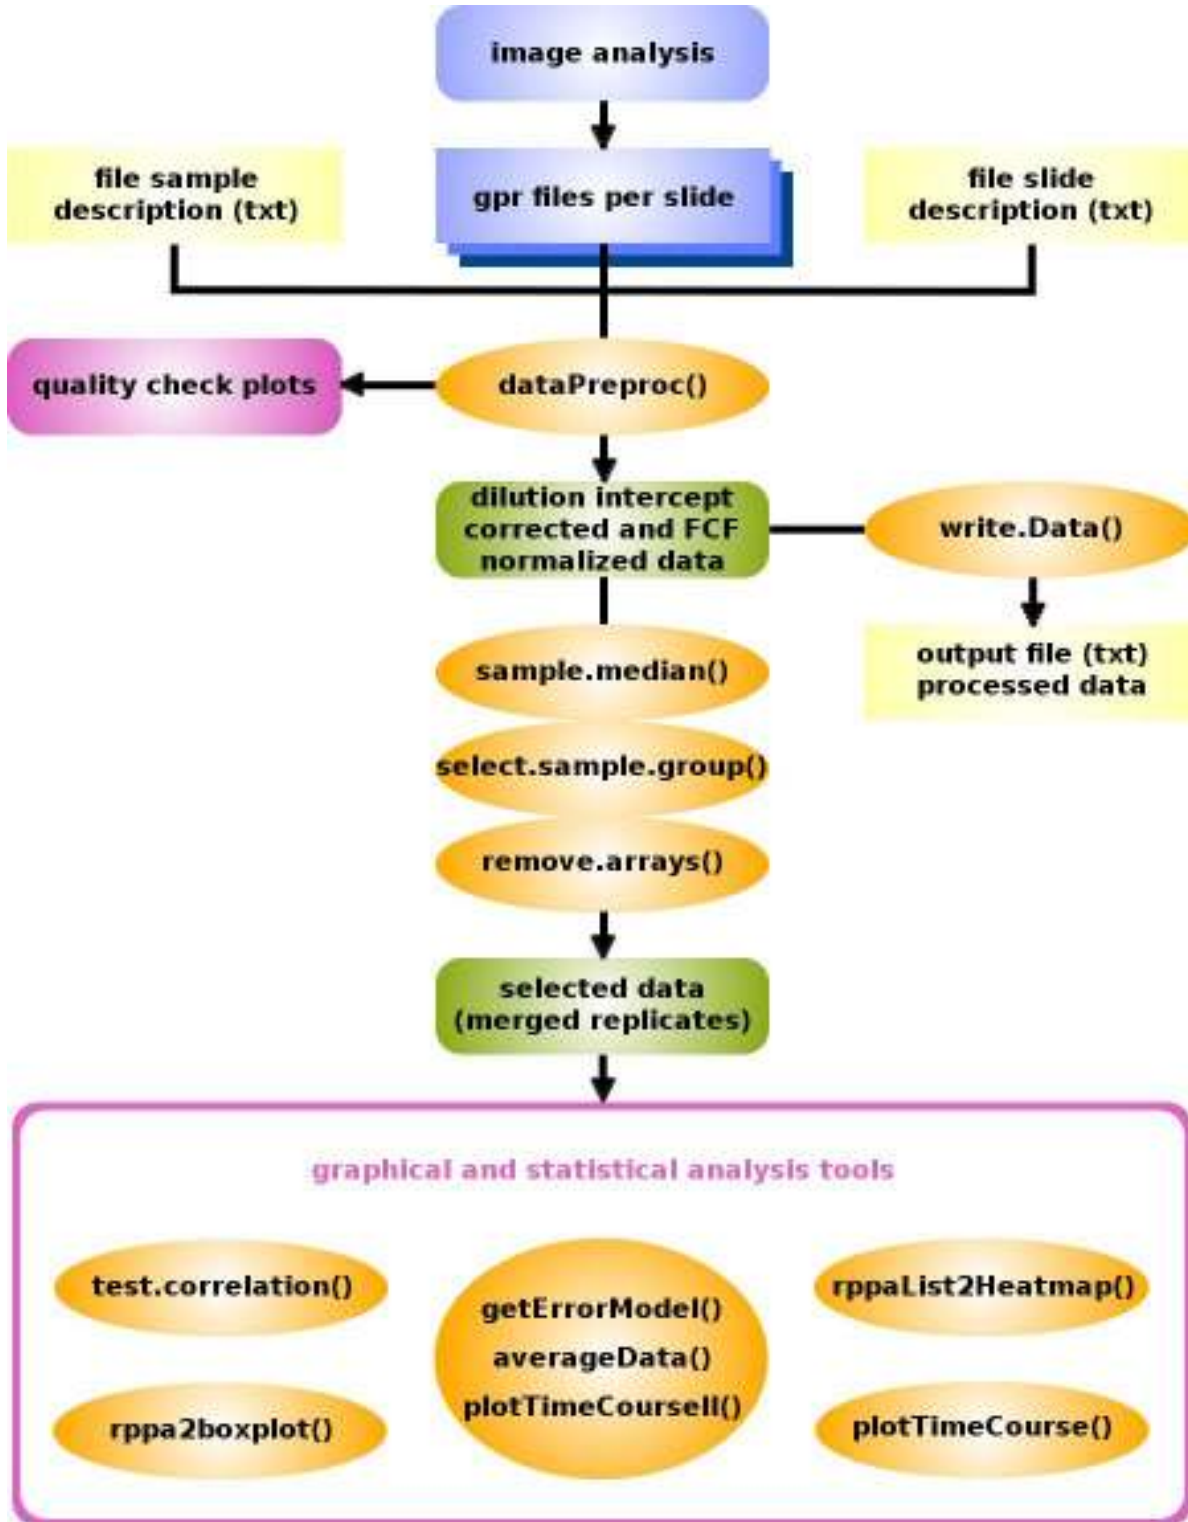 image analysis
file sample
description (txt)
gpr files per slide
file slide
description (txt)
quality check plots
dataPreproc()
dilution intercept
corrected and FCF
normalized data
write.Data()
output file (txt)
processed data
sample.median()
select.sample.group()
remove.arrays()
selected data
(merged replicates)
graphical and statistical analysis tools
test.correlation()
getErrorModel()
averageData()
plotTimeCourseII()
rppaList2Heatmap()
rppa2boxplot()
plotTimeCourse()